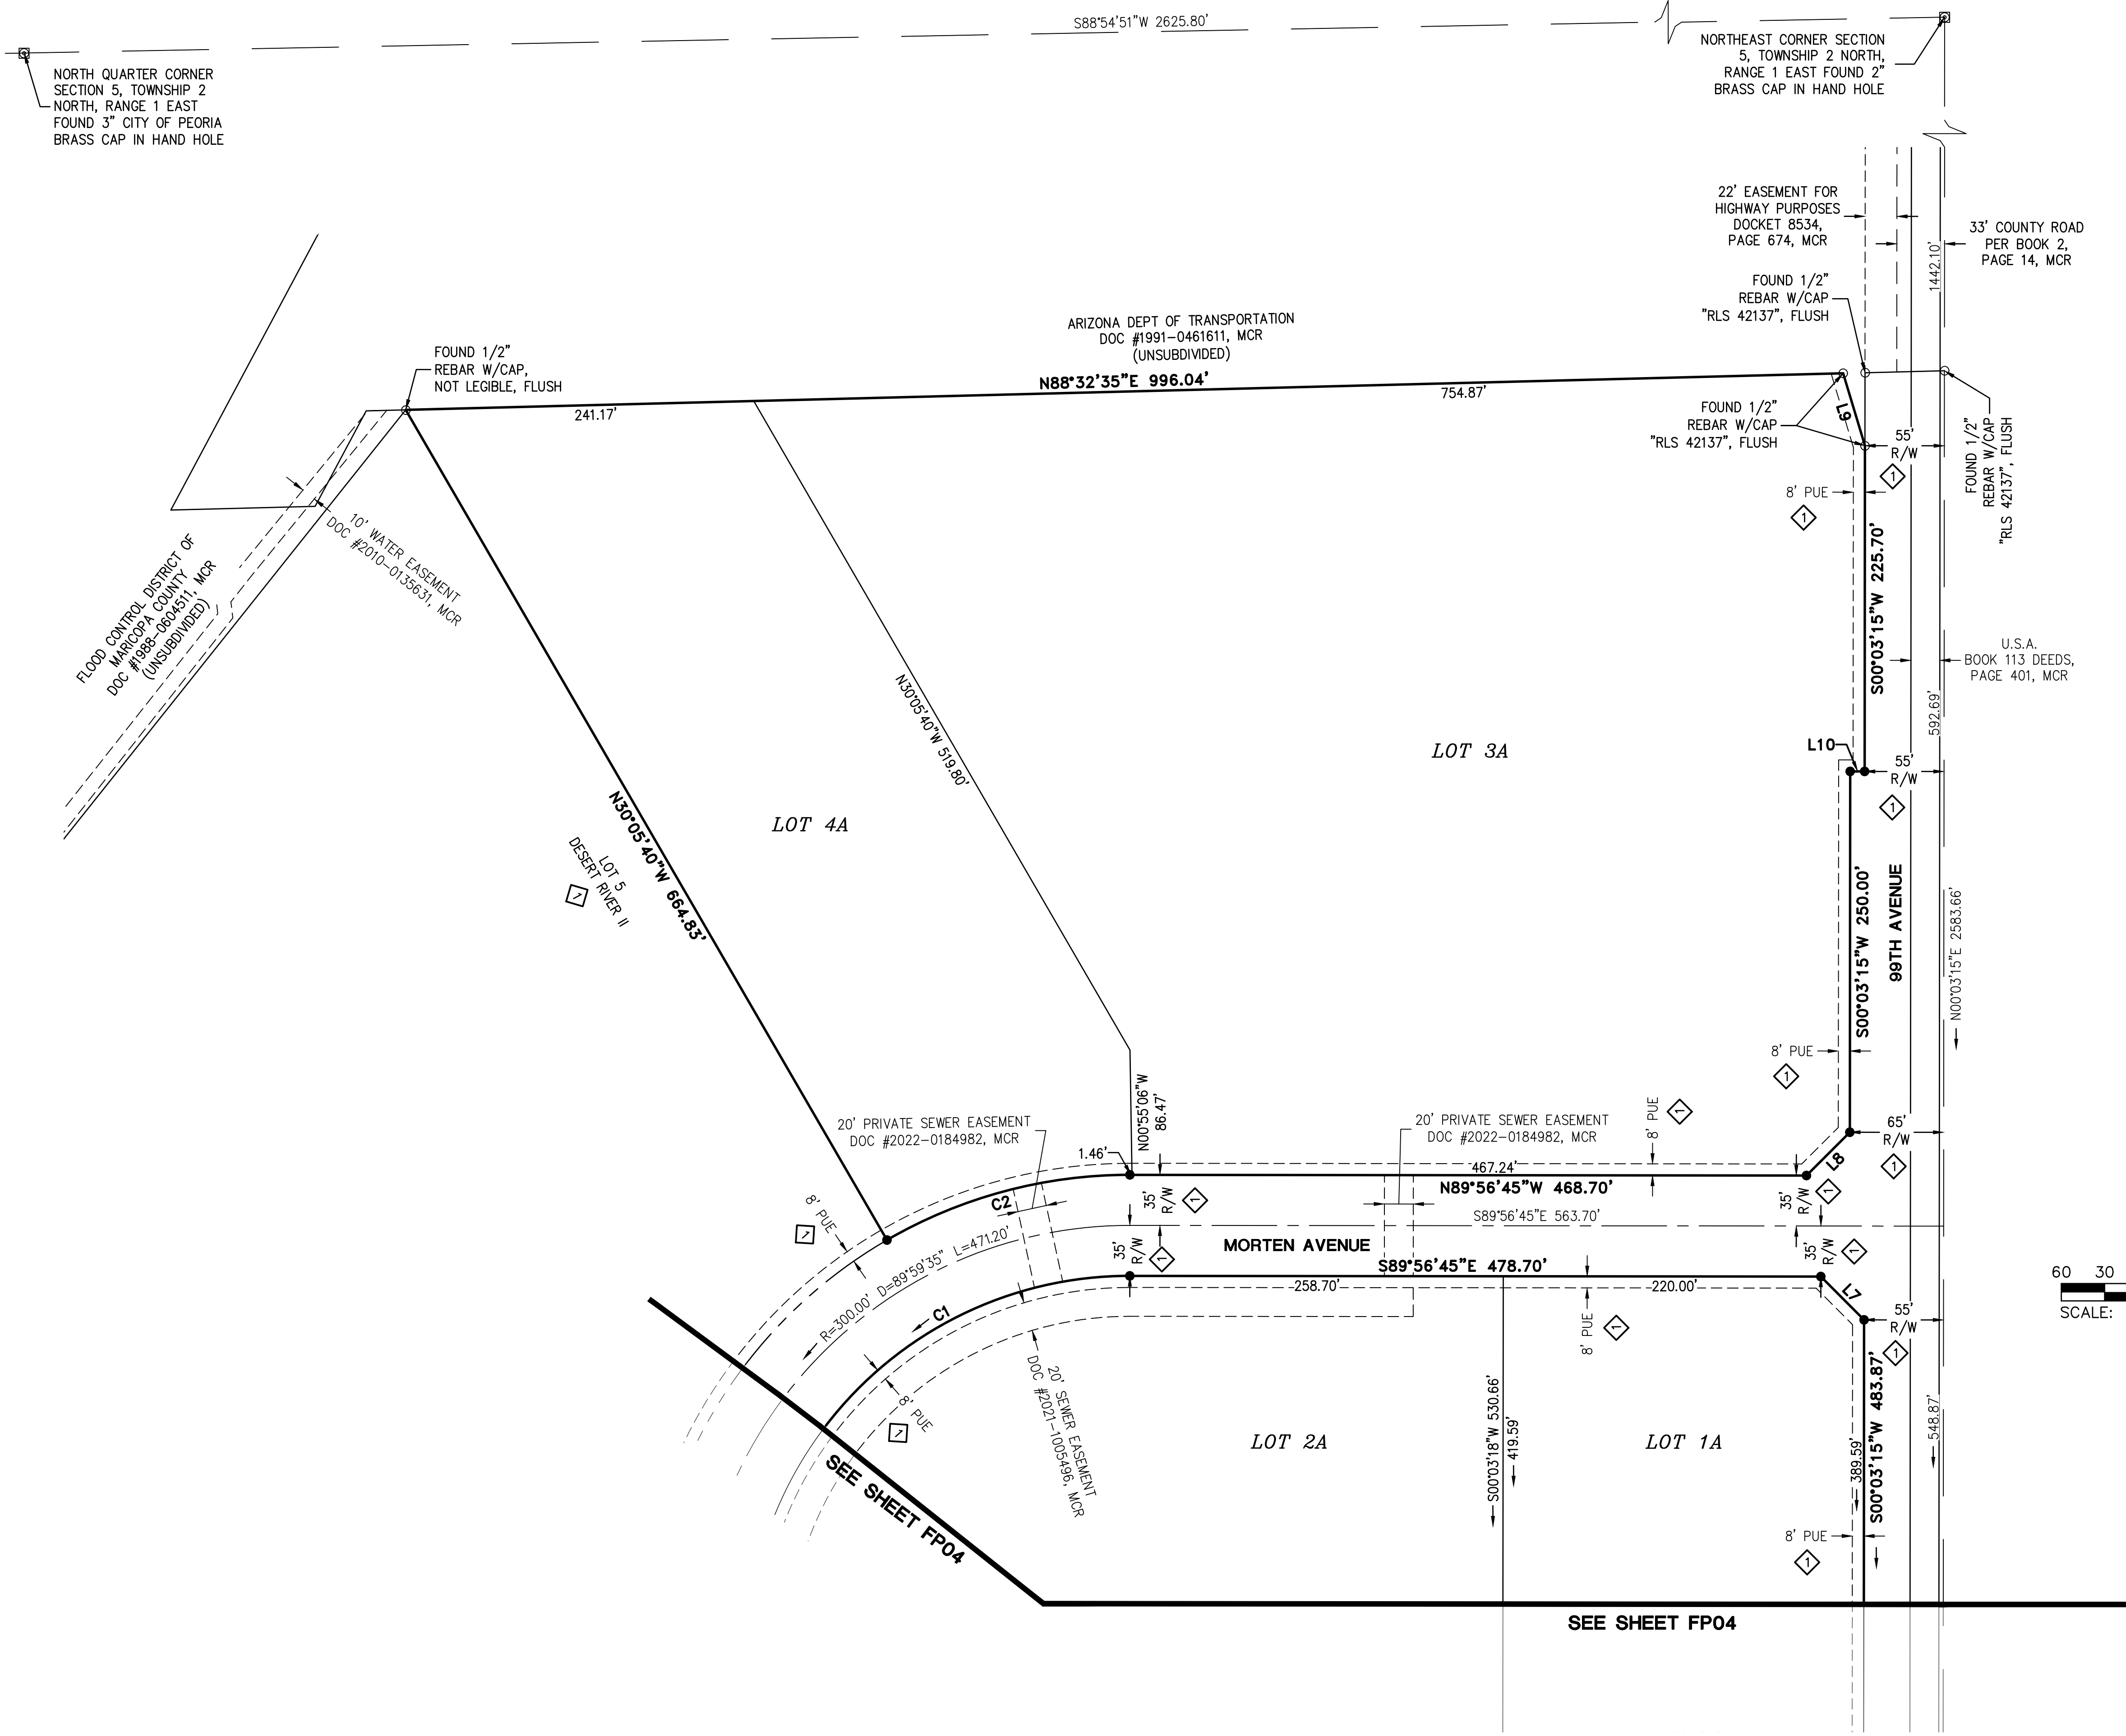 S88°54'51"W 2625.80'
NORTH QUARTER CORNER
SECTION 5, TOWNSHIP 2
NORTH, RANGE 1 EAST
FOUND 3" CITY OF PEORIA
BRASS CAP IN HAND HOLE
NORTHEAST CORNER SECTION
5, TOWNSHIP 2 NORTH,
RANGE 1 EAST FOUND 2"
BRASS CAP IN HAND HOLE
22' EASEMENT FOR
HIGHWAY PURPOSES
DOCKET 8534,
PAGE 674, MCR
33' COUNTY ROAD
PER BOOK 2,
PAGE 14, MCR
1442.10'
FOUND 1/2"
REBAR W/CAP
"RLS 42137", FLUSH
ARIZONA DEPT OF TRANSPORTATION
DOC #1991-0461611, MCR
(UNSUBDIVIDED)
N88°32'35"E 996.04'
FOUND 1/2"
REBAR W/CAP,
NOT LEGIBLE, FLUSH
241.17'
754.87'
FOUND 1/2"
REBAR W/CAP
"RLS 42137", FLUSH
L9
55'
R/W
1
FOUND 1/2"
REBAR W/CAP
"RLS 42137", FLUSH
8' PUE
1
10' WATER EASEMENT
DOC #2010-0135631, MCR
FLOOD CONTROL DISTRICT OF
MARICOPA COUNTY
DOC #1988-0604511, MCR
(UNSUBDIVIDED)
S00°03'15"W 225.70'
U.S.A.
BOOK 113 DEEDS,
PAGE 401, MCR
592.69'
N30°05'40"W 519.80'
LOT 3A
L10
55'
R/W
1
LOT 4A
N30°05'40"W 664.83'
LOT 5
DESERT RIVER II
1
S00°03'15"W 250.00'
99TH AVENUE
N00°03'15"E 2583.66'
8' PUE
1
N00°55'06"W
86.47'
20' PRIVATE SEWER EASEMENT
DOC #2022-0184982, MCR
20' PRIVATE SEWER EASEMENT
DOC #2022-0184982, MCR
8' PUE
1
65'
R/W
1
1.46'
467.24'
N89°56'45"W 468.70'
L8
8' PUE
1
C2
35'
R/W
1
35'
R/W
1
S89°56'45"E 563.70'
R=300.00' D=89°59'35" L=471.20'
35'
R/W
1
MORTEN AVENUE
35'
R/W
1
S89°56'45"E 478.70'
258.70'
220.00'
L7
55'
R/W
1
60 30
SCALE:
C1
8' PUE
1
8' PUE
1
20' SEWER EASEMENT
DOC #2021-1005496, MCR
S00°03'18"W 530.66'
419.59'
LOT 2A
LOT 1A
389.59'
S00°03'15"W 483.87'
548.87'
8' PUE
1
SEE SHEET FP04
SEE SHEET FP04